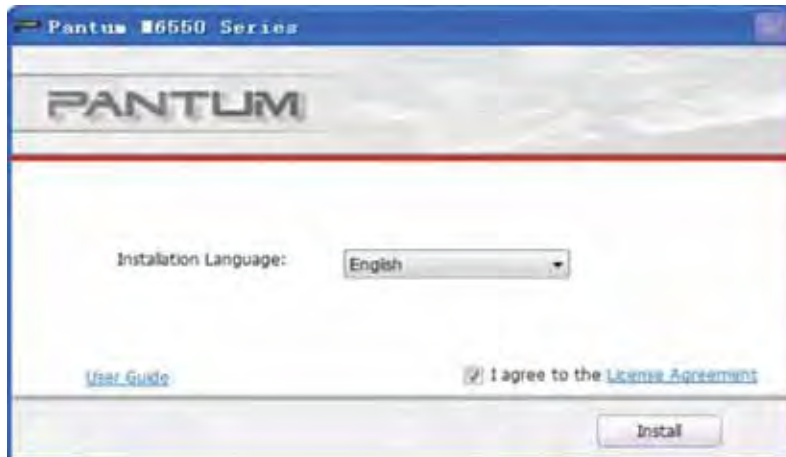 Pantum M6550 Series
PANTUM
Installation Language:
English
User Guide
I agree to the License Agreement
Install